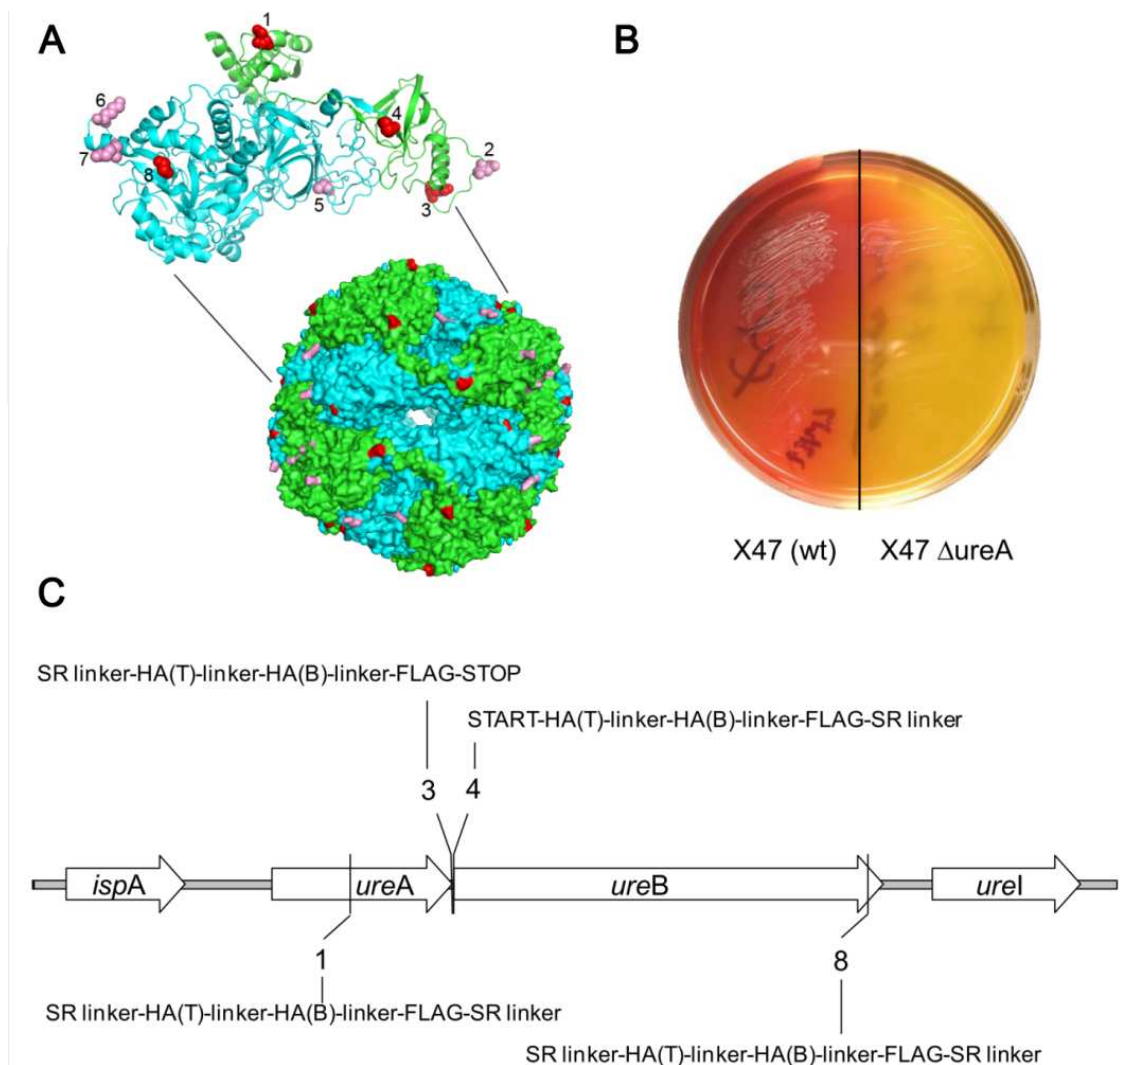 A
1
6
7
8
4
2
5
3
B
X47 (wt)
X47 ΔureA
C
SR linker-HA(T)-linker-HA(B)-linker-FLAG-STOP
START-HA(T)-linker-HA(B)-linker-FLAG-SR linker
3
4
ispA
ureA
ureB
ureI
1
8
SR linker-HA(T)-linker-HA(B)-linker-FLAG-SR linker
SR linker-HA(T)-linker-HA(B)-linker-FLAG-SR linker